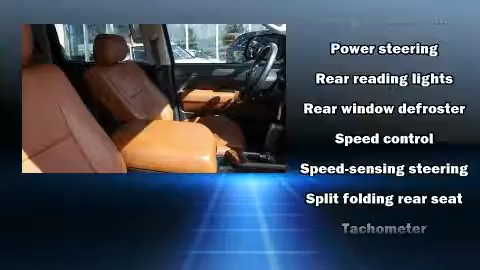 Power steering
Rear reading lights
Rear window defroster
Speed control
Speed-sensing steering
Split folding rear seat
Tachometer